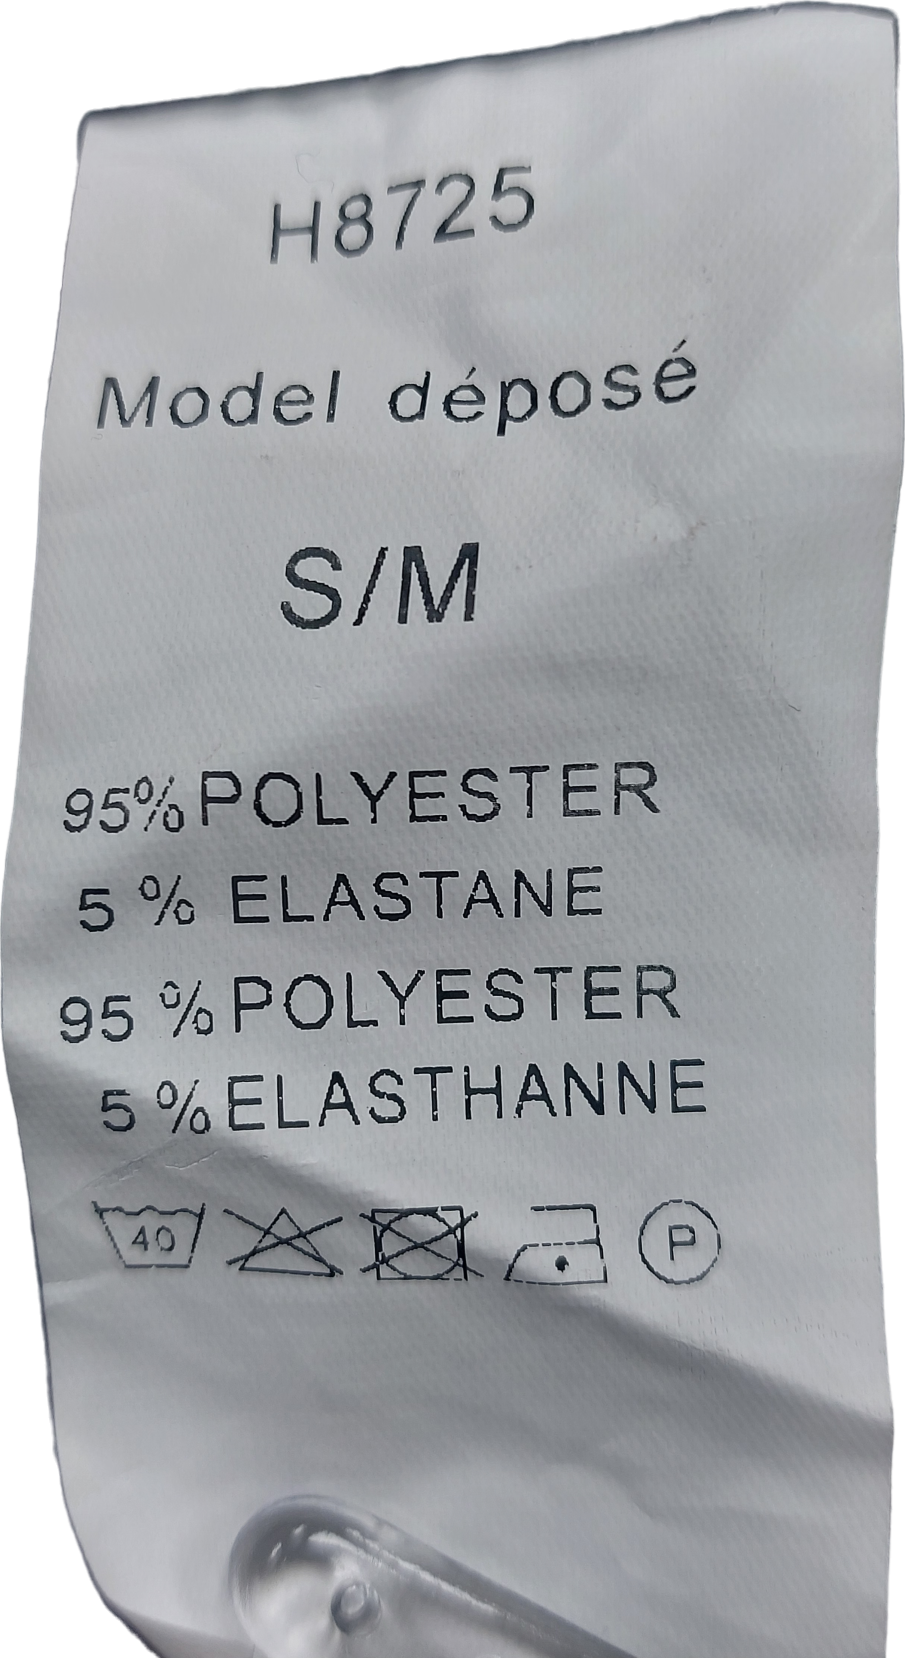 H8725
Model déposé
S/M
95% POLYESTER
5 % ELASTANE
95 % POLYESTER
5 % ELASTHANNE
40 P